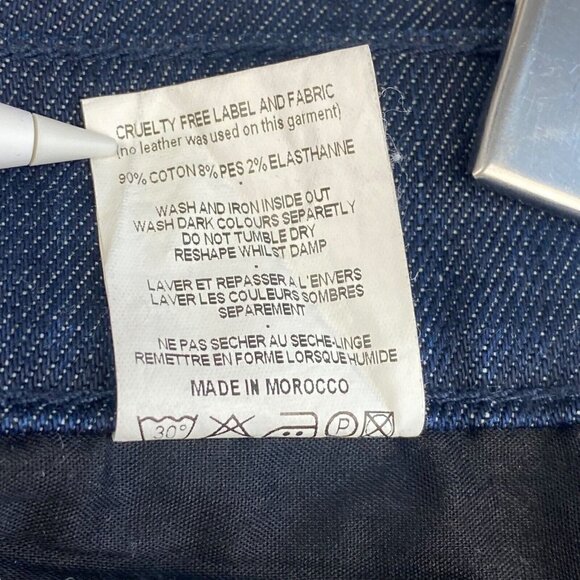 CRUELTY FREE LABEL AND FABRIC
(no leather was used on this garment)
90% COTON 8% PES 2% ELASTHANNE
WASH AND IRON INSIDE OUT
WASH DARK COLOURS SEPARETLY
DO NOT TUMBLE DRY
RESHAPE WHILST DAMP
LAVER ET REPASSER A L'ENVERS
LAVER LES COULEURS SOMBRES
SEPAREMENT
NE PAS SECHER AU SECHE-LINGE
REMETTRE EN FORME LORSQUE HUMIDE
MADE IN MOROCCO
30° P